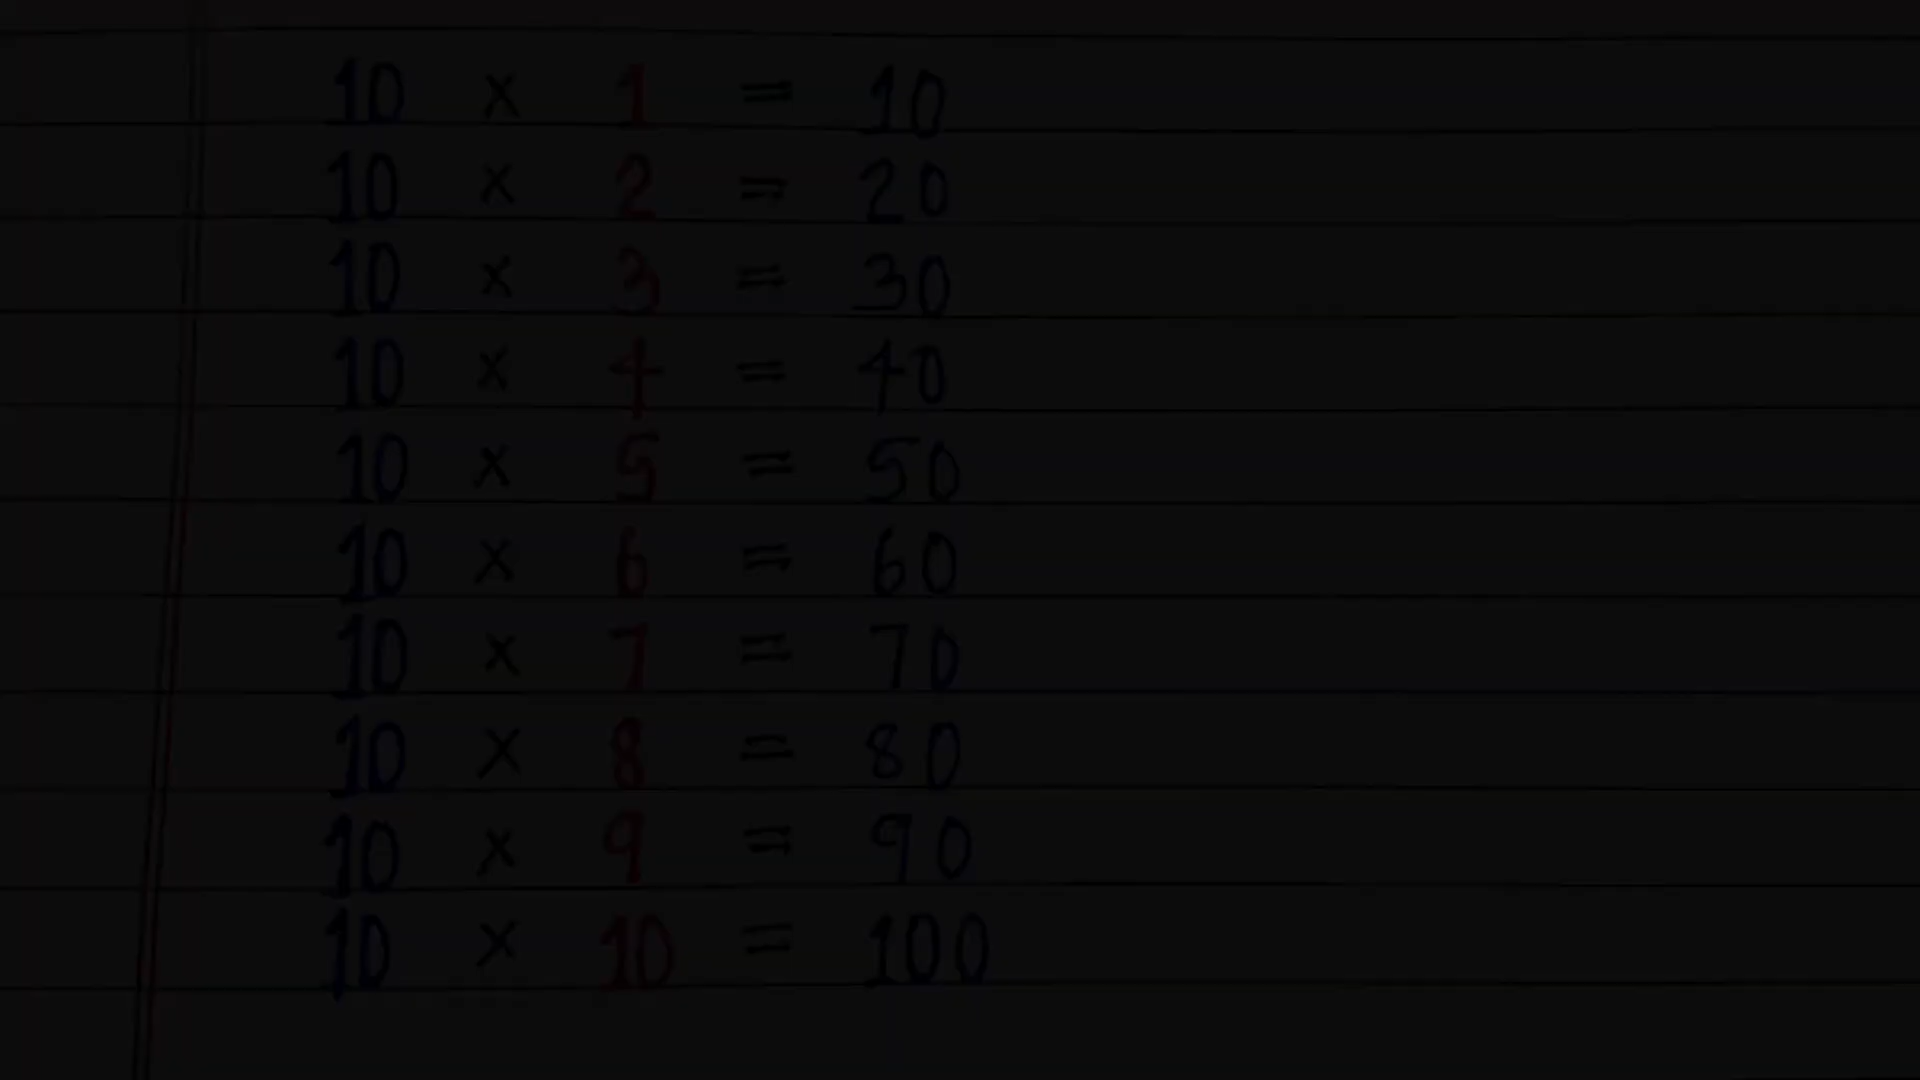 10 × 1 = 10
10 × 2 = 20
10 × 3 = 30
10 × 4 = 40
10 × 5 = 50
10 × 6 = 60
10 × 7 = 70
10 × 8 = 80
10 × 9 = 90
10 × 10 = 100